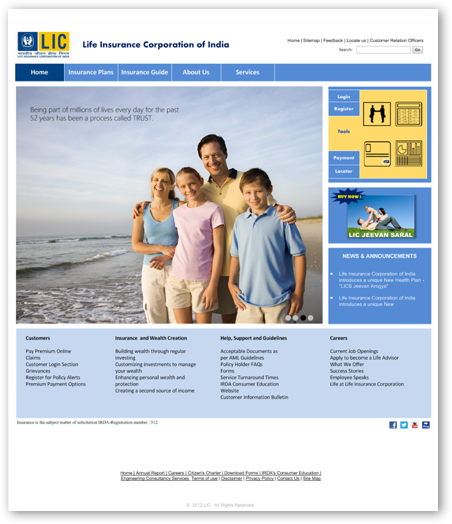 Home | Sitemap | Feedback | Locate us | Customer Relation Officers
Search:
Go
LIC
भारतीय जीवन बीमा निगम
LIFE INSURANCE CORPORATION OF INDIA
Life Insurance Corporation of India
Home
Insurance Plans
Insurance Guide
About Us
Services
Being part of millions of lives every day for the past
52 years has been a process called TRUST.
Login
Register
Tools
Payment
Locator
BUY NOW!
LIC JEEVAN SARAL
NEWS & ANNOUNCEMENTS
Life Insurance Corporation of India
introduces a unique New Health Plan -
"LICS Jeevan Arogya"
Life Insurance Corporation of India
introduces a unique New
Customers
Pay Premium Online
Claims
Customer Login Section
Grievances
Register for Policy Alerts
Premium Payment Options
Insurance and Wealth Creation
Building wealth through regular
investing
Customizing investments to manage
your wealth
Enhancing personal wealth and
protection
Creating a second source of income
Help, Support and Guidelines
Acceptable Documents as
per AML Guidelines
Policy Holder FAQs
Forms
Service Turnaround Times
IRDA Consumer Education
Website
Customer Information Bulletin
Careers
Current Job Openings
Apply to become a Life Advisor
What We Offer
Success Stories
Employee Speaks
Life at Life Insurance Corporation
Insurance is the subject matter of solicitation IRDA-Registration number : 512
Home | Annual Report | Careers | Citizen's Charter | Download Forms | IRDA's Consumer Education |
Engineering Consultancy Services Terms of use | Disclaimer | Privacy Policy | Contact Us | Site Map
© 2012 LIC . All Rights Reserved.